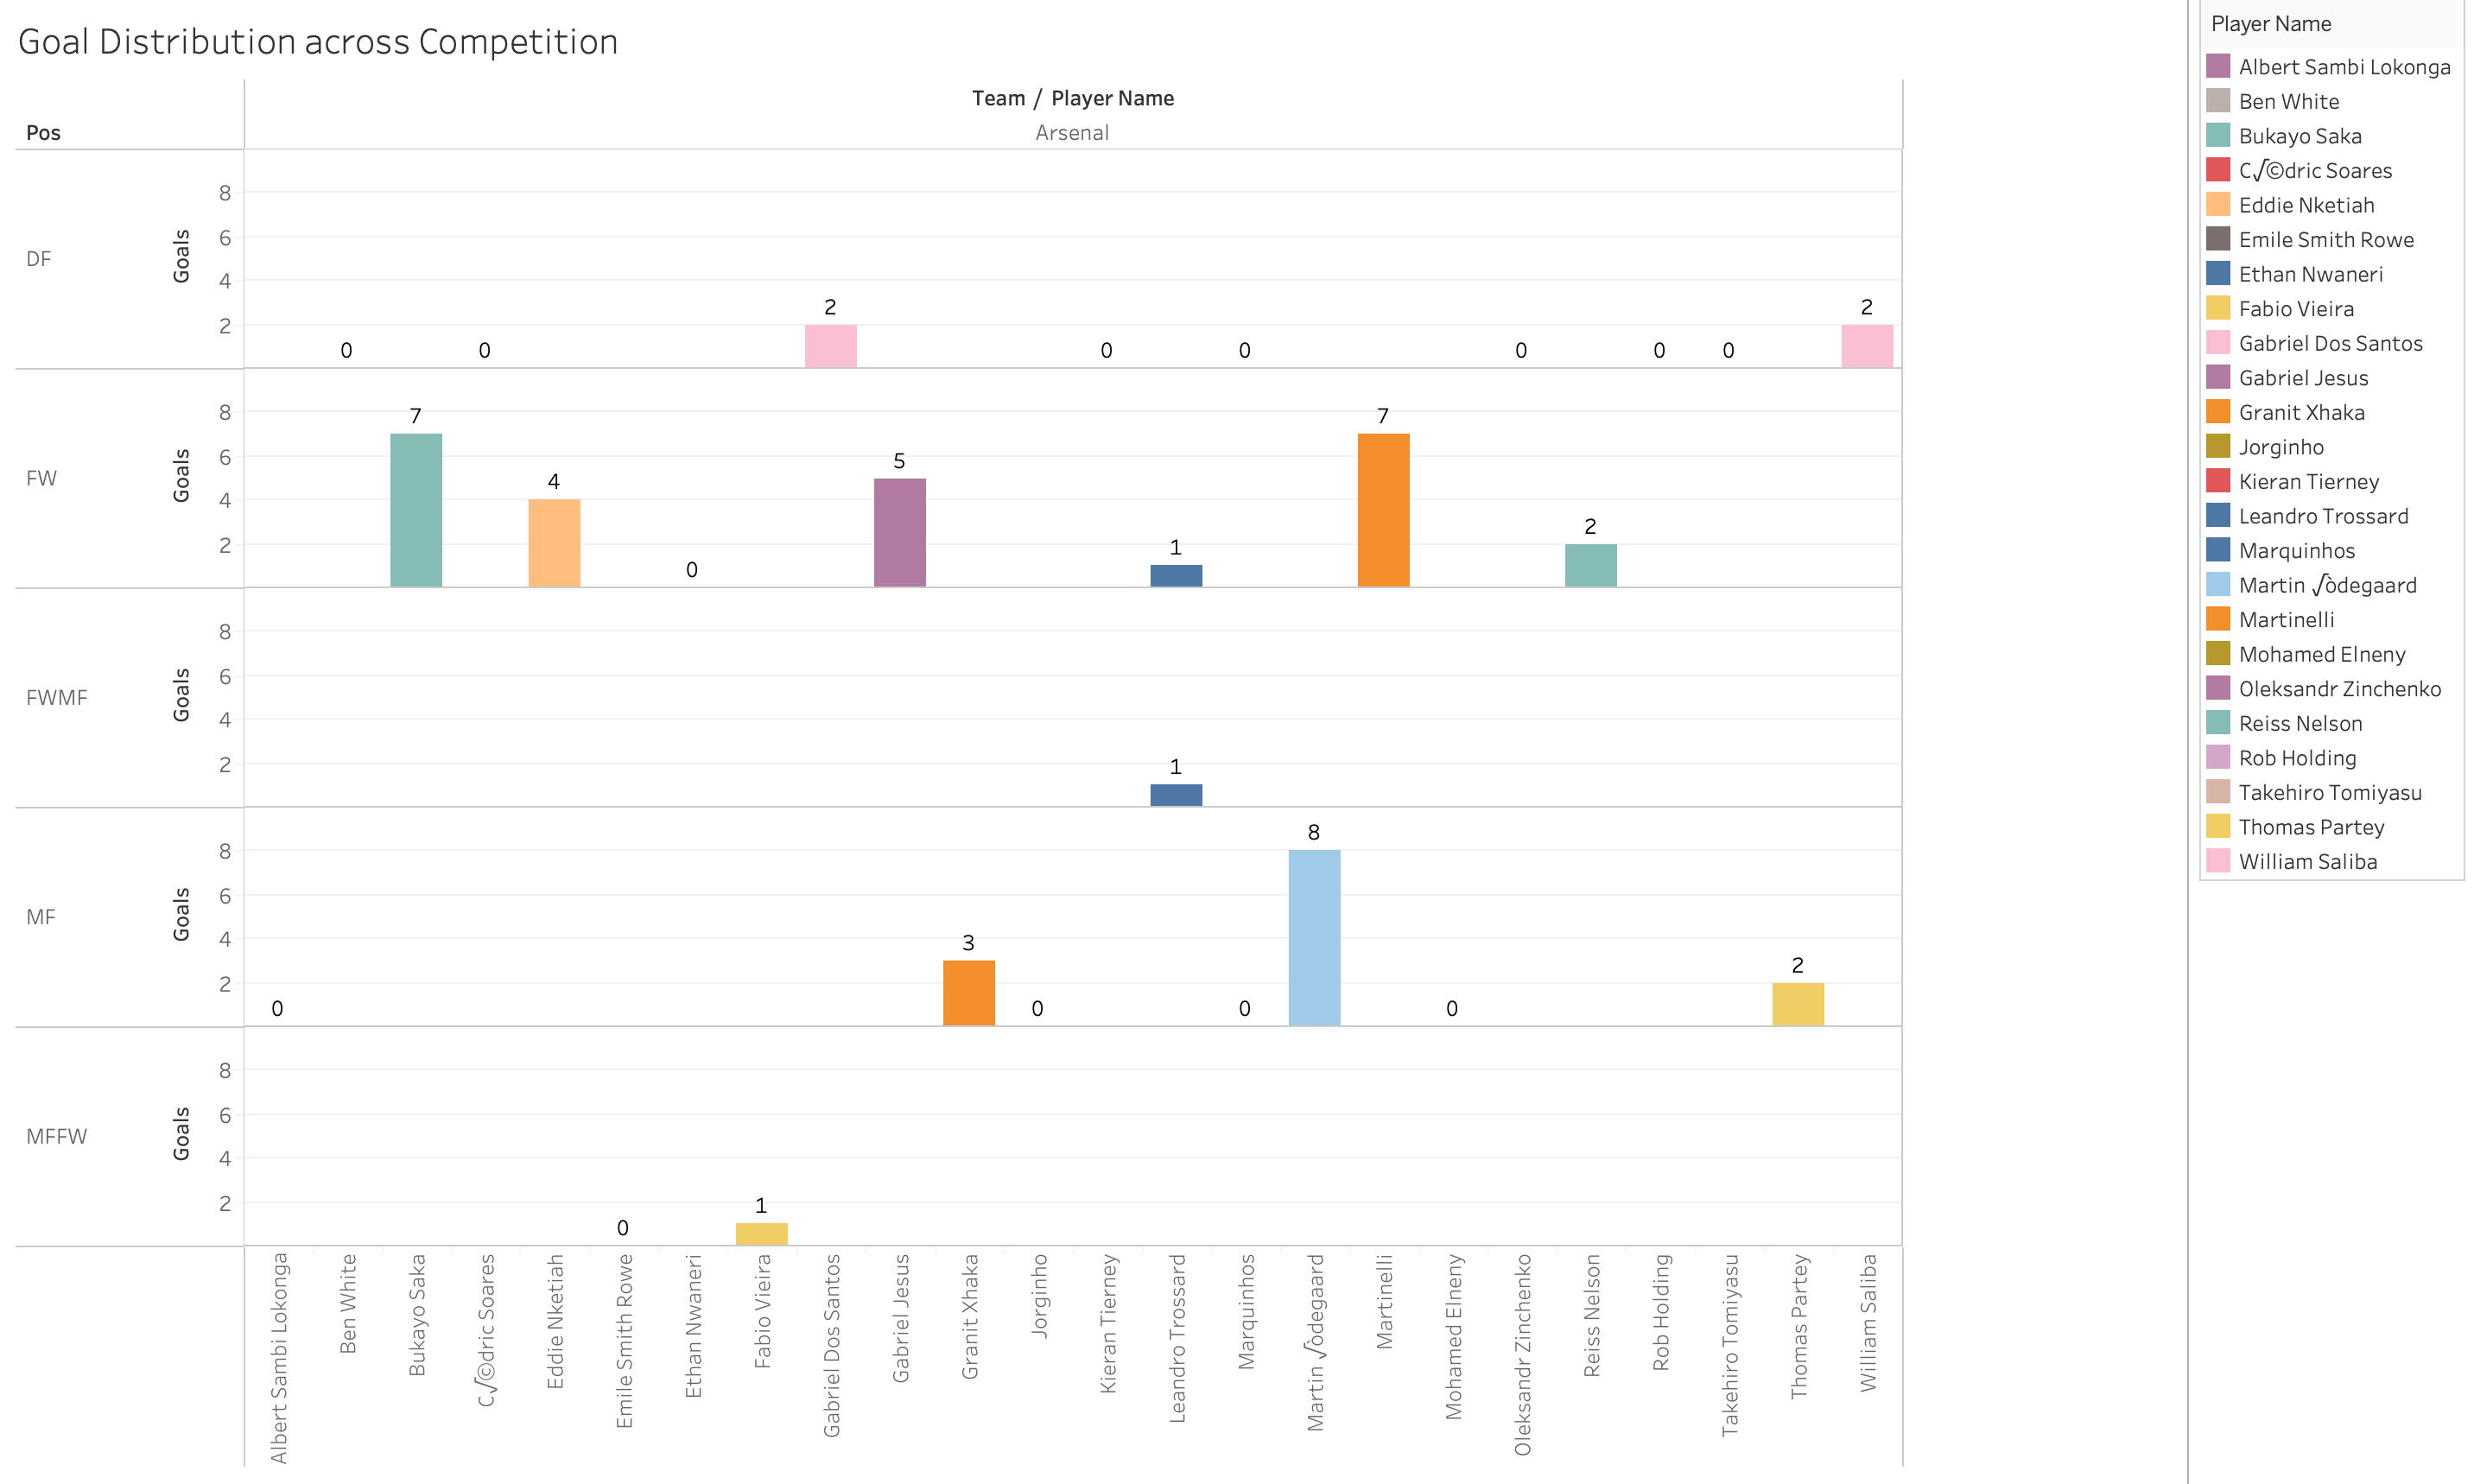 Goal Distribution across Competition
Team / Player Name
Pos
Arsenal
DF
Goals
8
6
4
2
0
0
2
0
0
0
0
0
2
FW
Goals
8
6
4
2
7
4
0
5
1
7
2
FWMF
Goals
8
6
4
2
1
MF
Goals
8
6
4
2
0
3
0
0
8
0
2
MFFW
Goals
8
6
4
2
0
1
Albert Sambi Lokonga
Ben White
Bukayo Saka
C√©dric Soares
Eddie Nketiah
Emile Smith Rowe
Ethan Nwaneri
Fabio Vieira
Gabriel Dos Santos
Gabriel Jesus
Granit Xhaka
Jorginho
Kieran Tierney
Leandro Trossard
Marquinhos
Martin √òdegaard
Martinelli
Mohamed Elneny
Oleksandr Zinchenko
Reiss Nelson
Rob Holding
Takehiro Tomiyasu
Thomas Partey
William Saliba
Player Name
Albert Sambi Lokonga
Ben White
Bukayo Saka
C√©dric Soares
Eddie Nketiah
Emile Smith Rowe
Ethan Nwaneri
Fabio Vieira
Gabriel Dos Santos
Gabriel Jesus
Granit Xhaka
Jorginho
Kieran Tierney
Leandro Trossard
Marquinhos
Martin √òdegaard
Martinelli
Mohamed Elneny
Oleksandr Zinchenko
Reiss Nelson
Rob Holding
Takehiro Tomiyasu
Thomas Partey
William Saliba